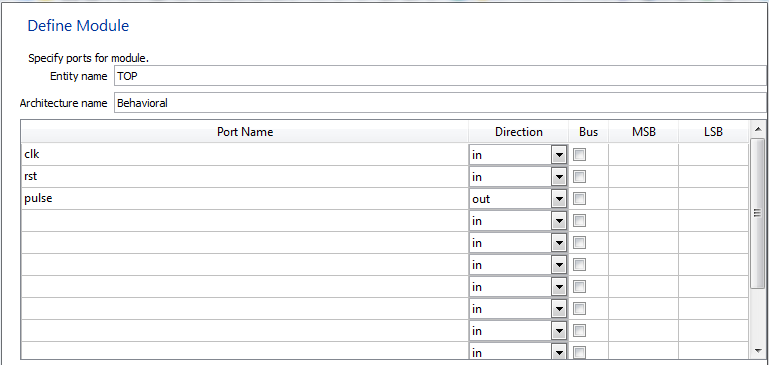 Define Module
Specify ports for module.
Entity name TOP
Architecture name Behavioral
Port Name Direction Bus MSB LSB
clk in
rst in
pulse out
in
in
in
in
in
in
in